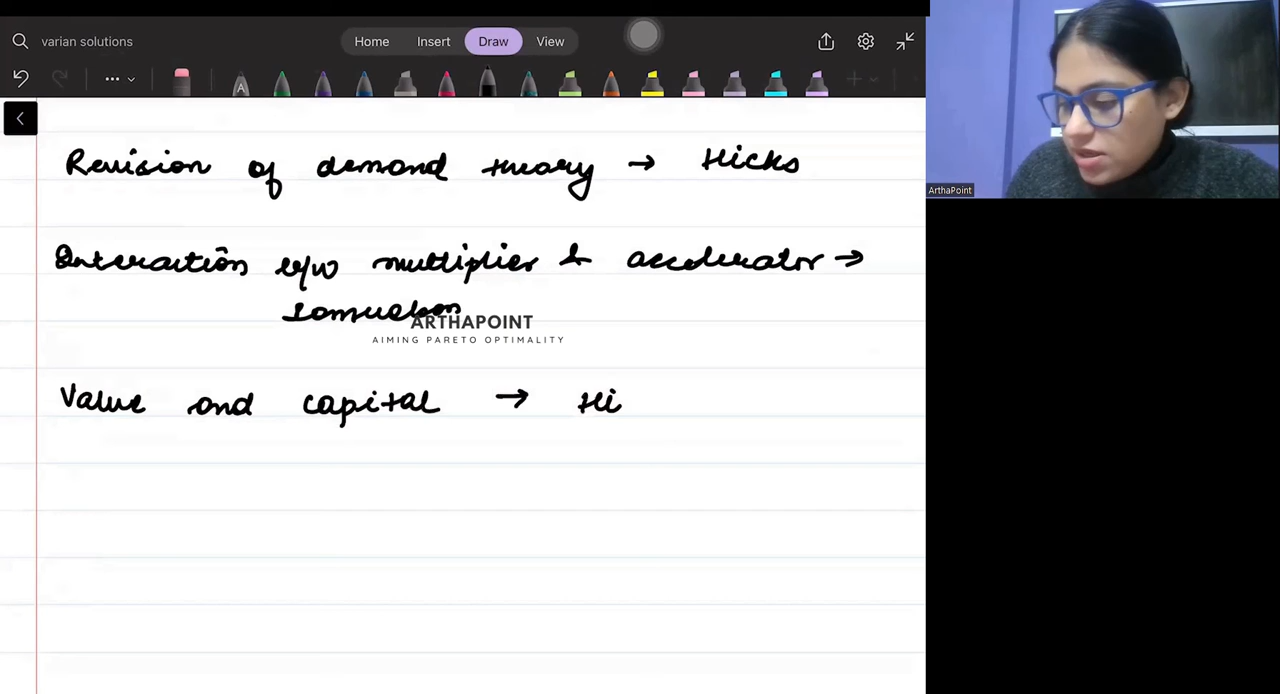 varian solutions
Home Insert Draw View
A
Revision of demand theory → Hicks
Interaction b/w multiplier & accelerator →
ARTHAPOINT
AIMING PARETO OPTIMALITY
Value and capital → Hi
ArthaPoint